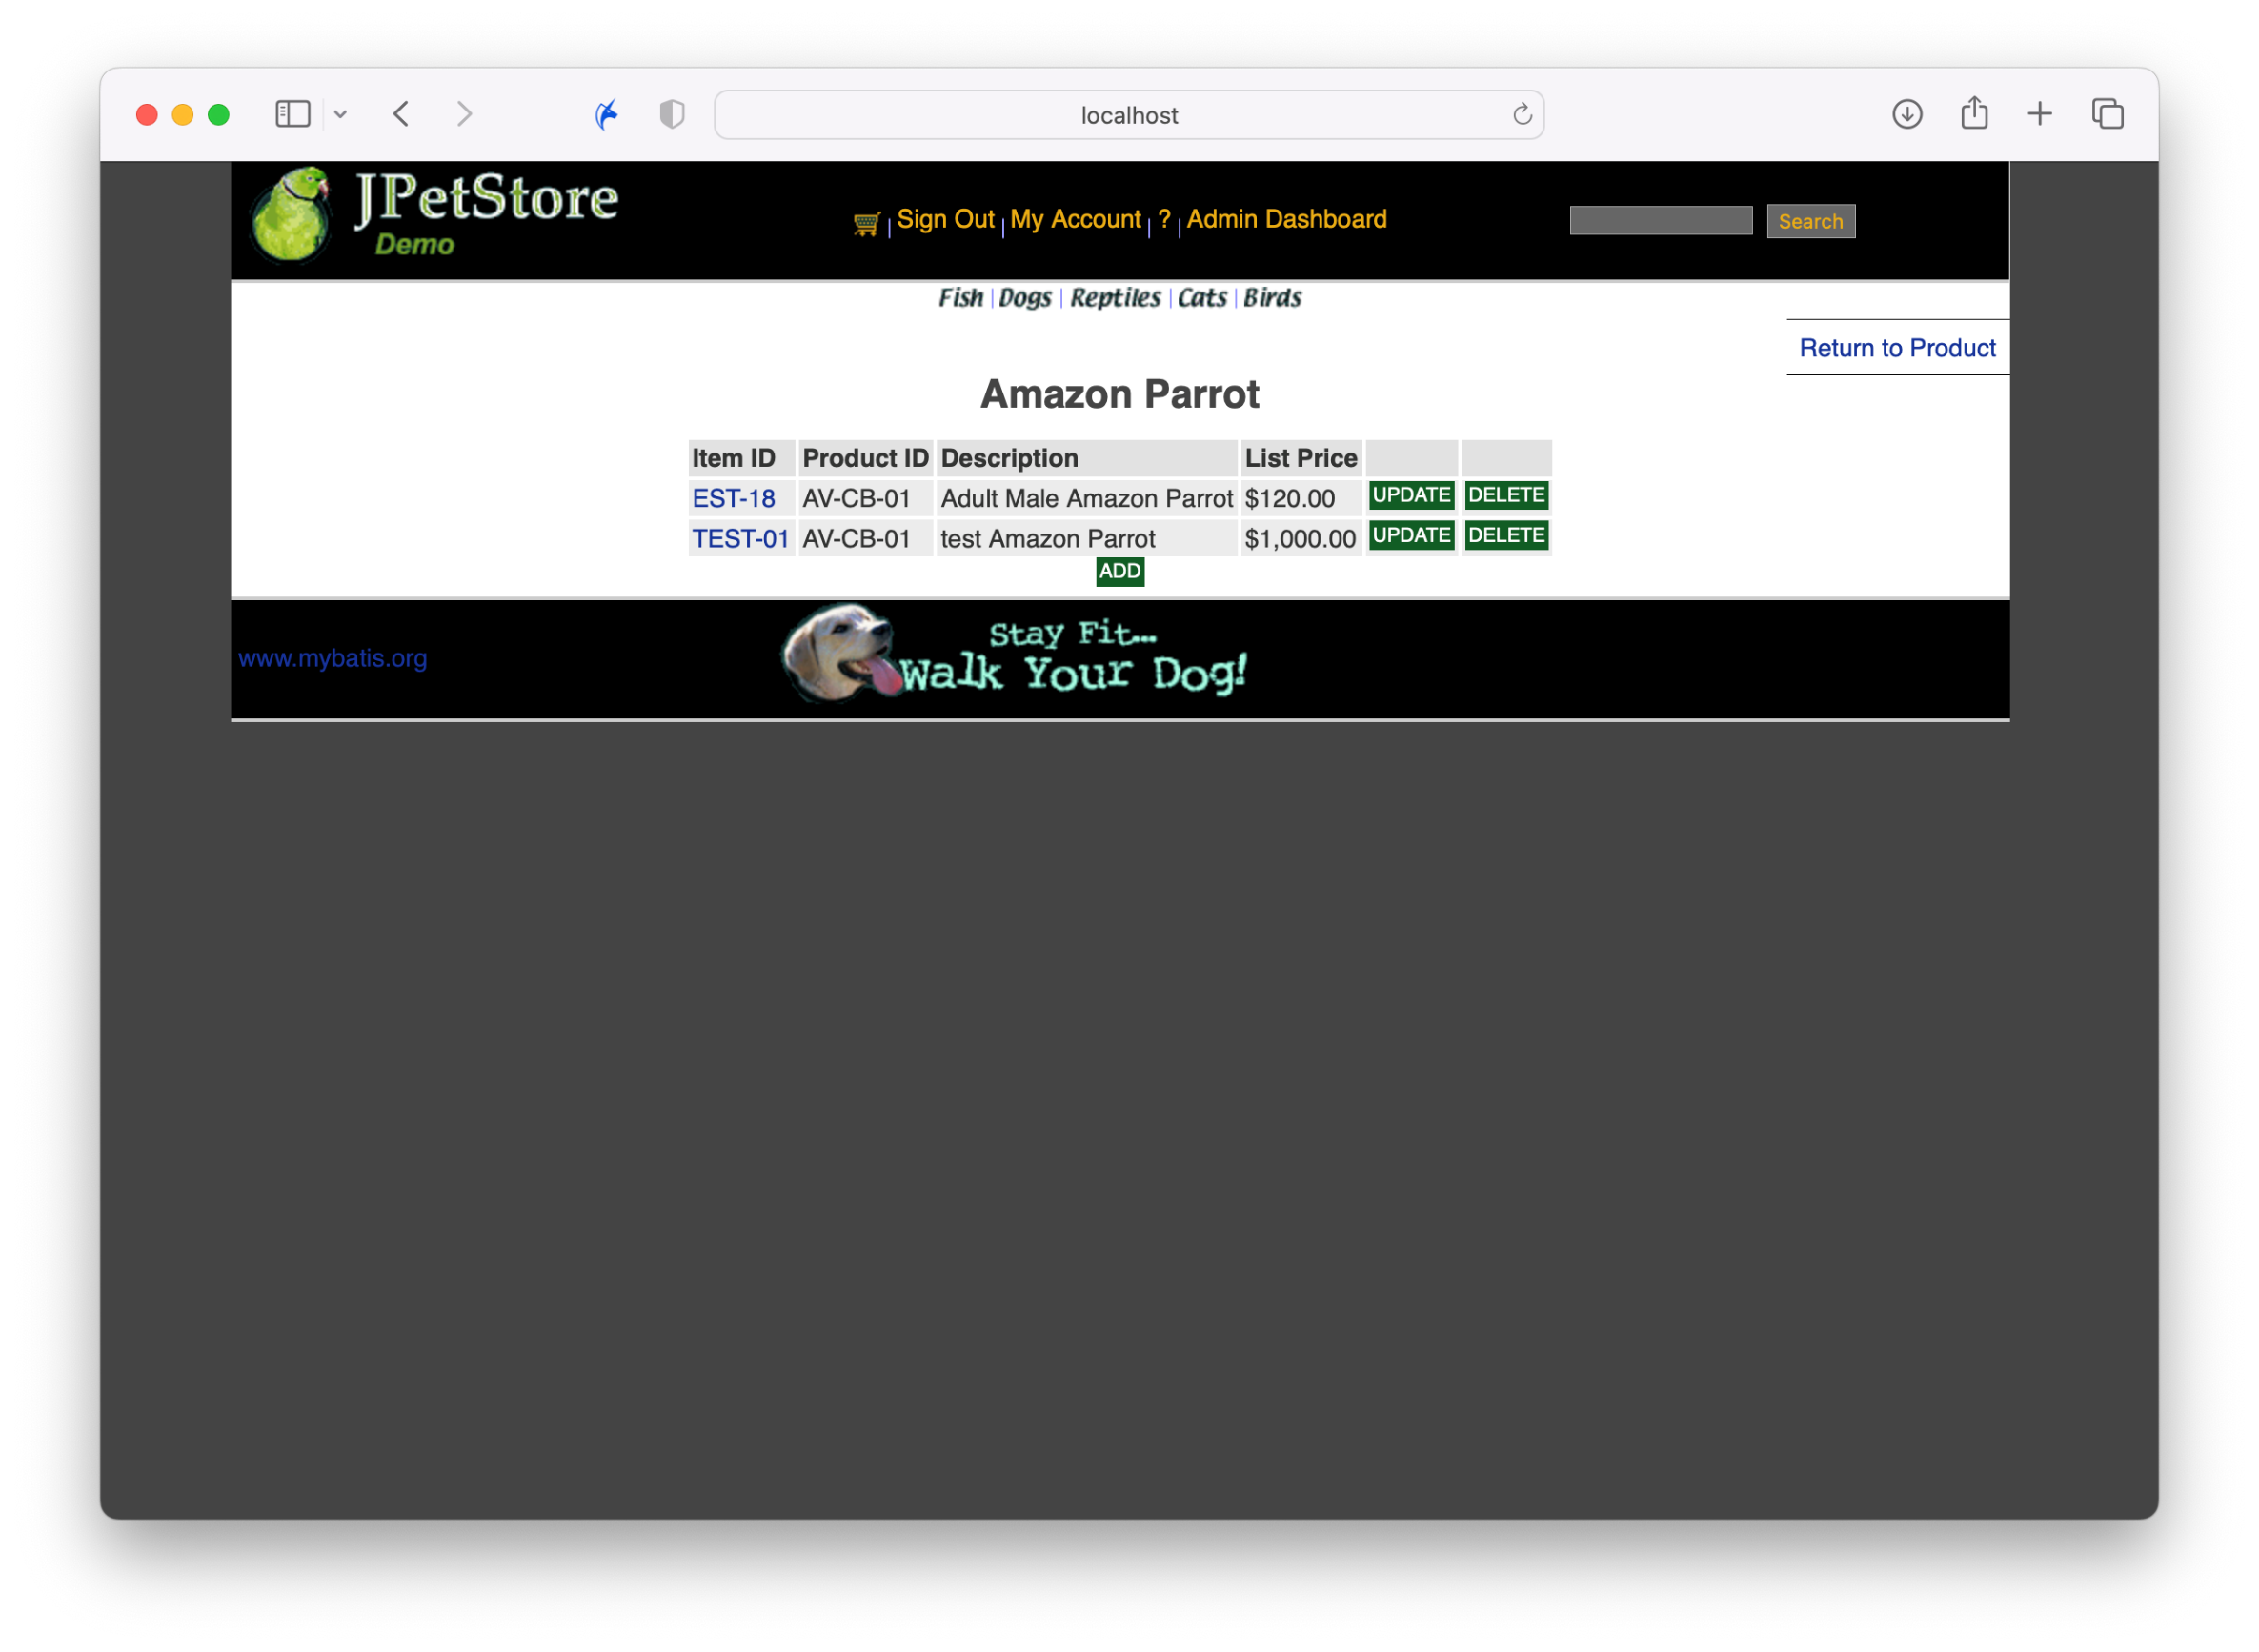 localhost
JPetStore
Demo
| Sign Out | My Account | ? | Admin Dashboard
Search
Fish | Dogs | Reptiles | Cats | Birds
Return to Product
Amazon Parrot
Item ID Product ID Description List Price
EST-18 AV-CB-01 Adult Male Amazon Parrot $120.00 UPDATE DELETE
TEST-01 AV-CB-01 test Amazon Parrot $1,000.00 UPDATE DELETE
ADD
www.mybatis.org
Stay Fit...
Walk Your Dog!